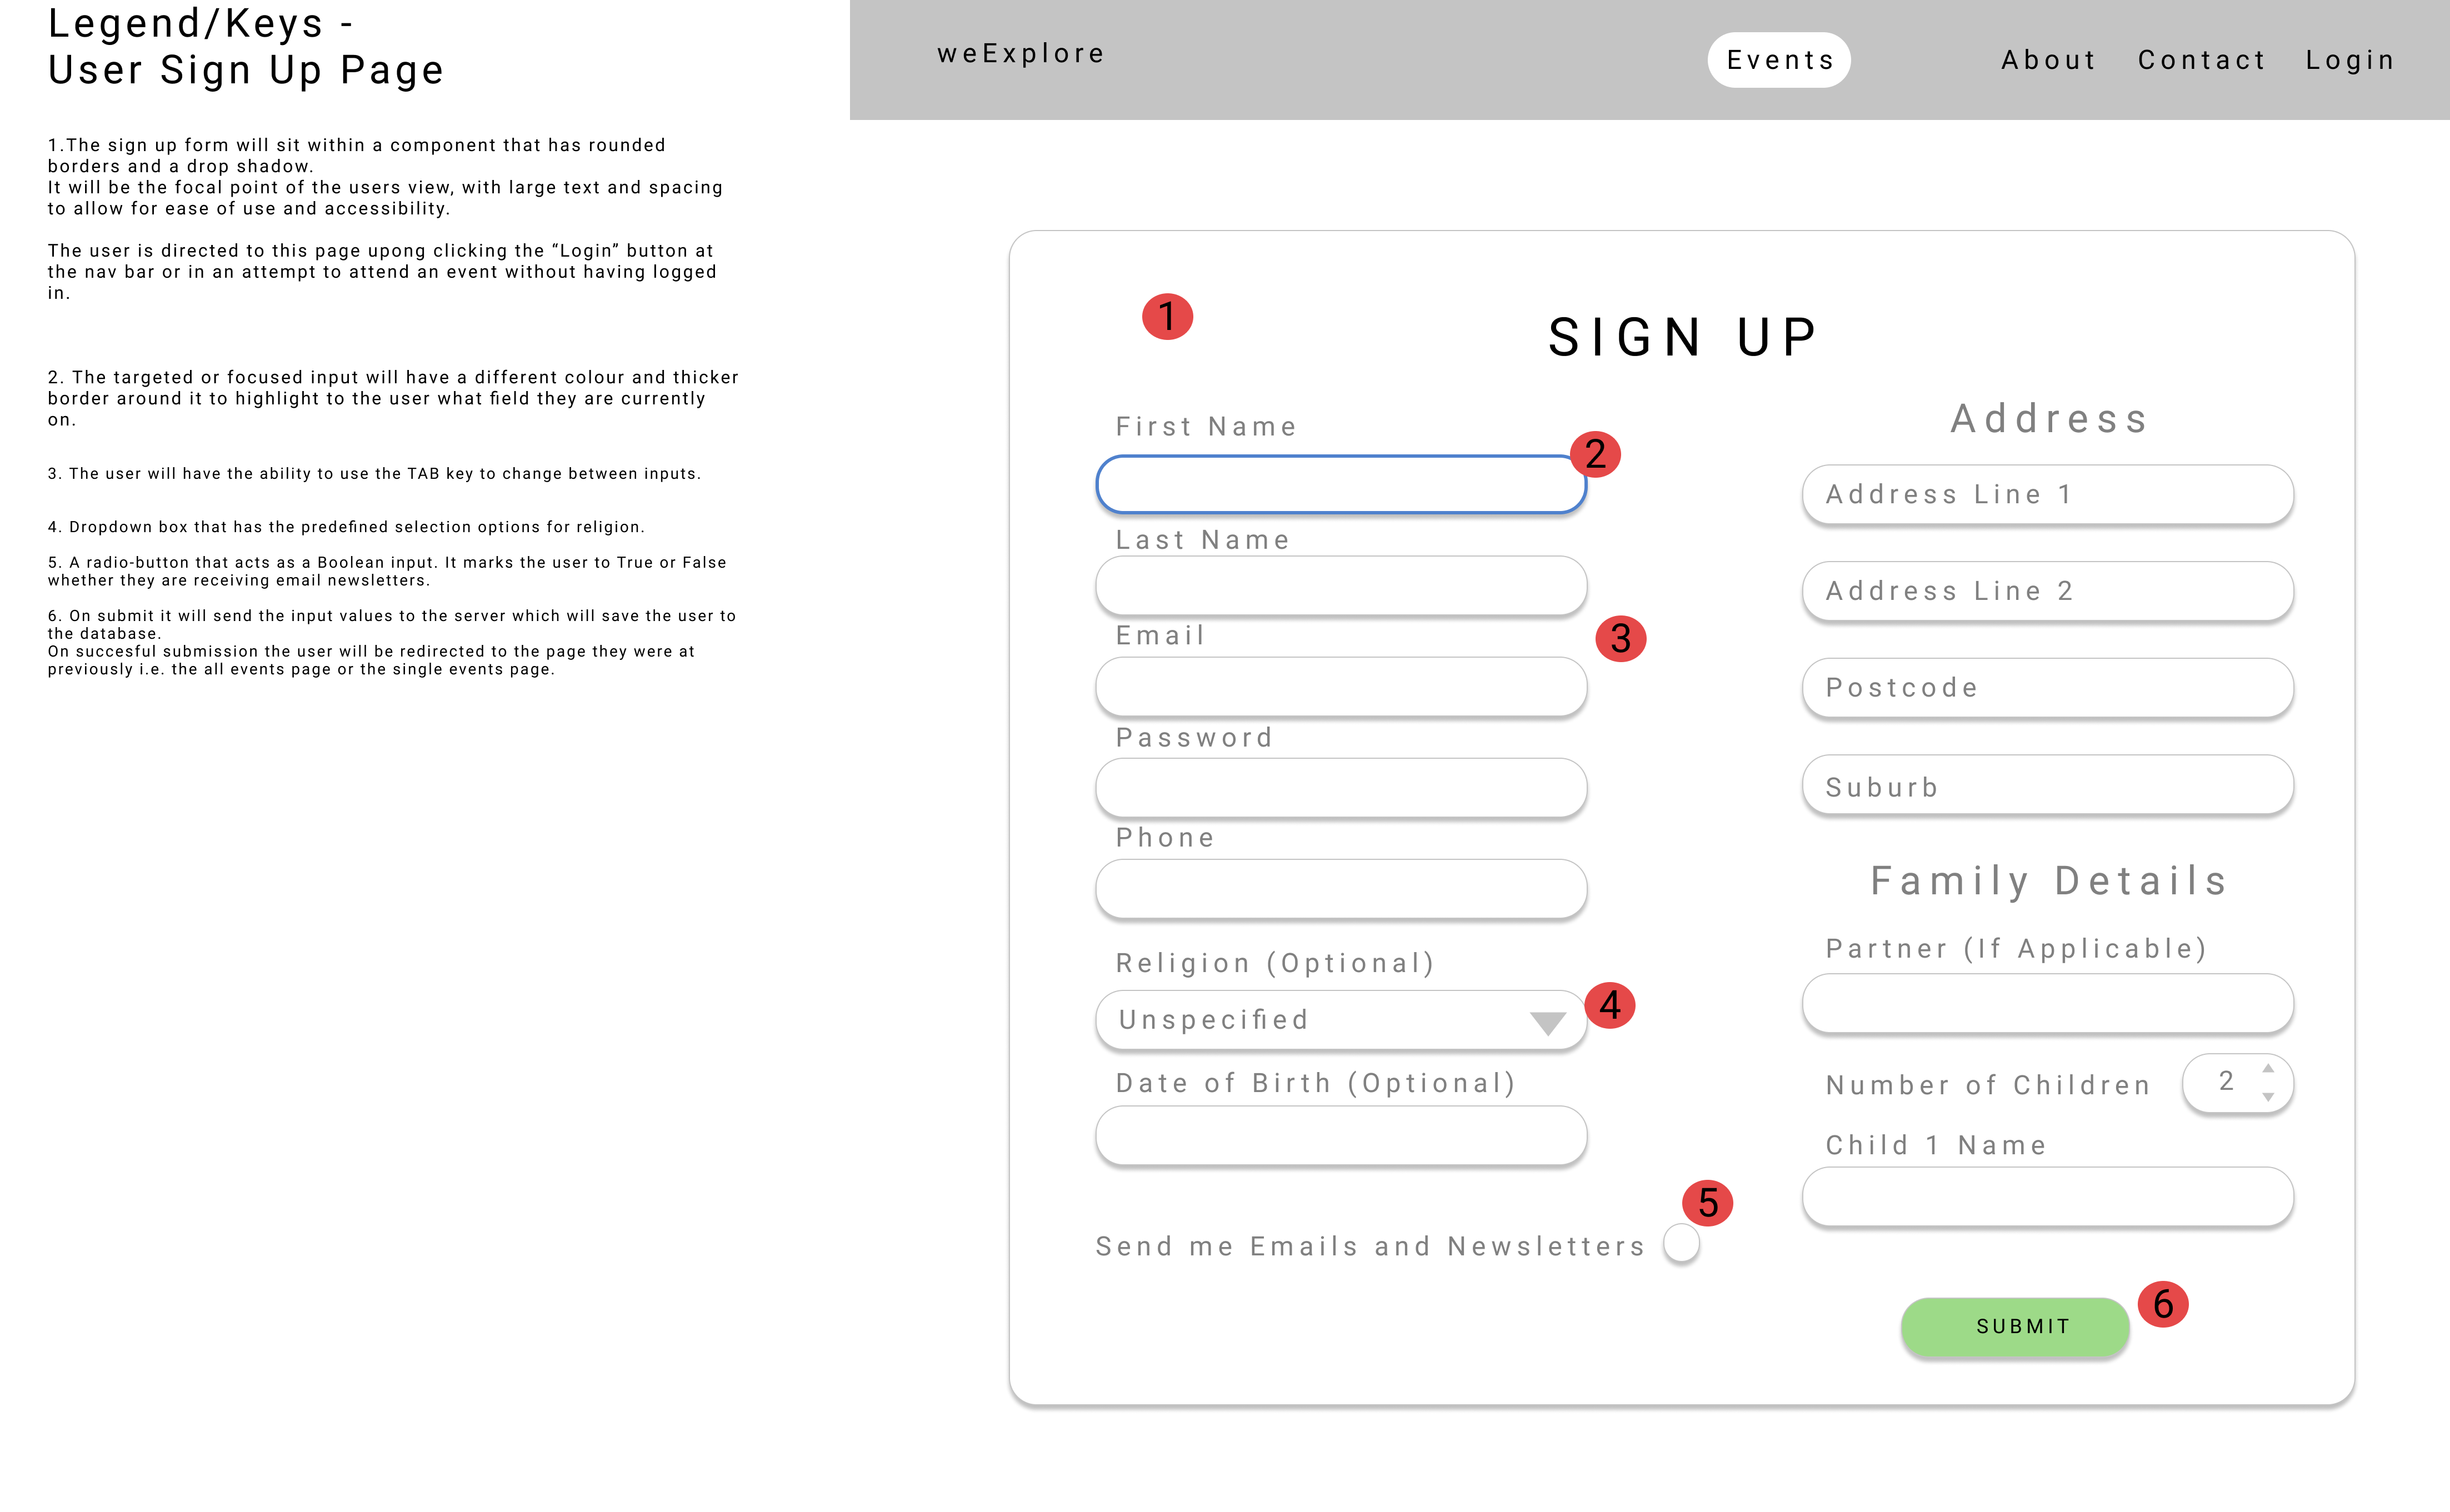 Legend/Keys -
User Sign Up Page
1.The sign up form will sit within a component that has rounded
borders and a drop shadow.
It will be the focal point of the users view, with large text and spacing
to allow for ease of use and accessibility.
The user is directed to this page upong clicking the “Login” button at
the nav bar or in an attempt to attend an event without having logged
in.
2. The targeted or focused input will have a different colour and thicker
border around it to highlight to the user what field they are currently
on.
3. The user will have the ability to use the TAB key to change between inputs.
4. Dropdown box that has the predefined selection options for religion.
5. A radio-button that acts as a Boolean input. It marks the user to True or False
whether they are receiving email newsletters.
6. On submit it will send the input values to the server which will save the user to
the database.
On succesful submission the user will be redirected to the page they were at
previously i.e. the all events page or the single events page.
weExplore
Events
About
Contact
Login
1
SIGN UP
First Name
2
Last Name
Email
3
Password
Phone
Religion (Optional)
Unspecified
4
Date of Birth (Optional)
5
Send me Emails and Newsletters
Address
Address Line 1
Address Line 2
Postcode
Suburb
Family Details
Partner (If Applicable)
Number of Children
2
Child 1 Name
6
SUBMIT